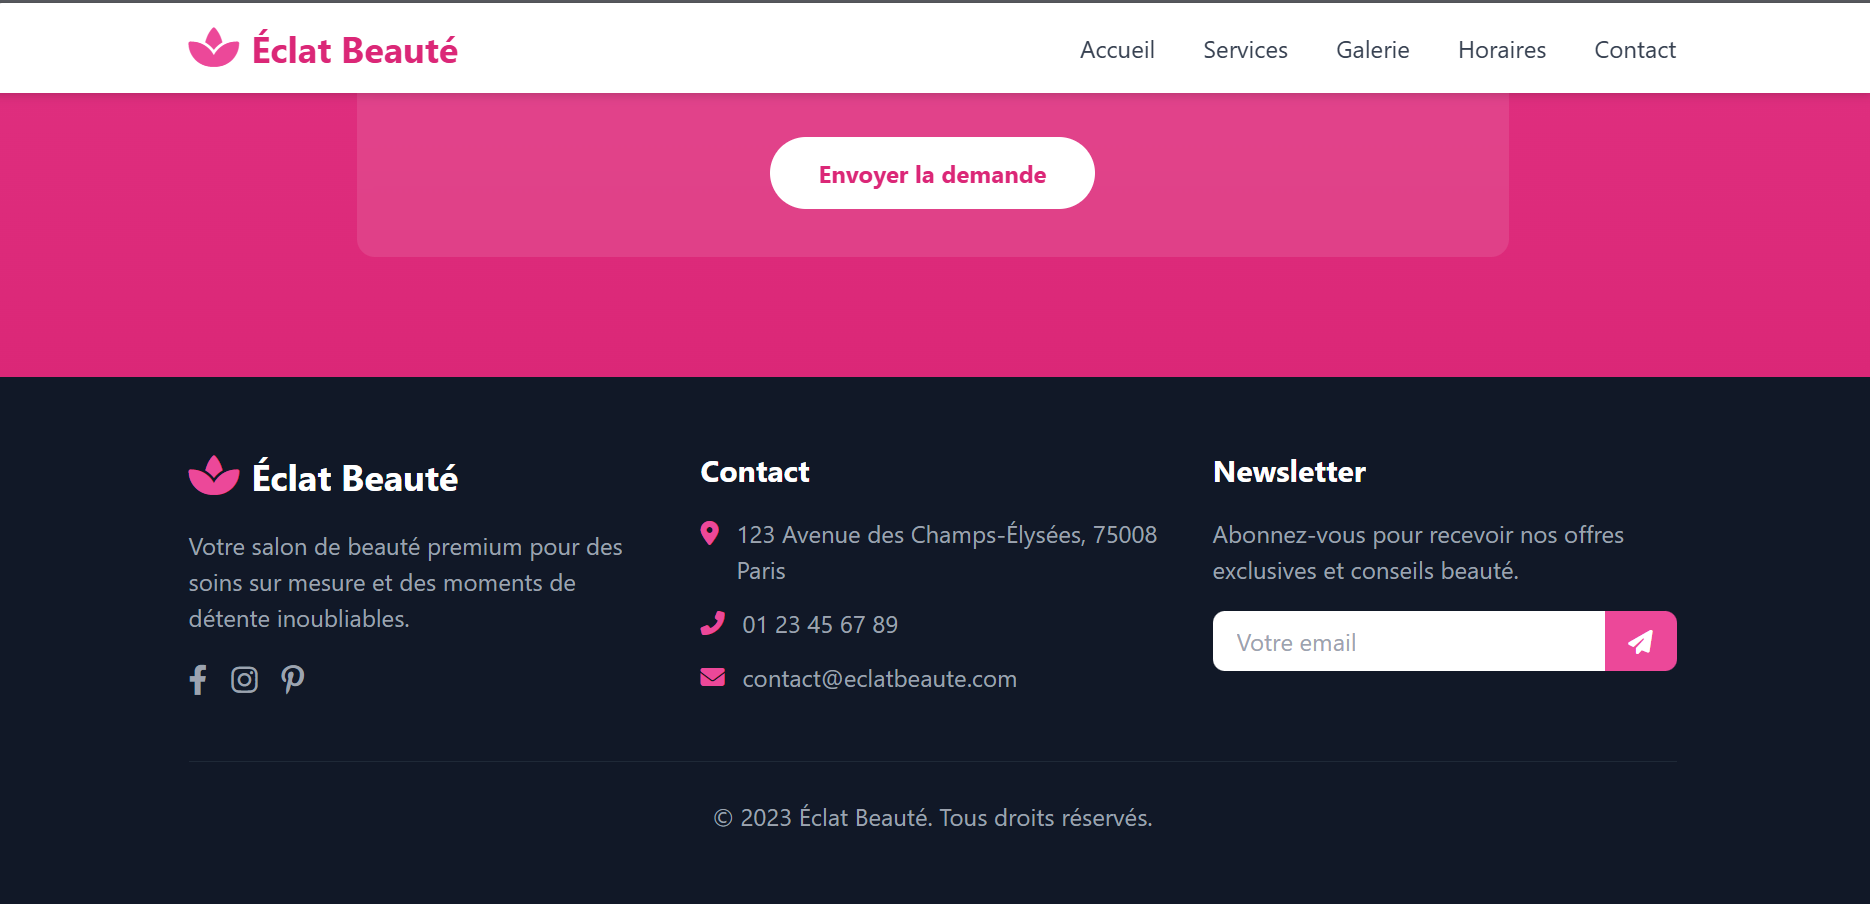 Éclat Beauté
Accueil Services Galerie Horaires Contact
Envoyer la demande
Éclat Beauté
Votre salon de beauté premium pour des
soins sur mesure et des moments de
détente inoubliables.
Contact
123 Avenue des Champs-Élysées, 75008
Paris
01 23 45 67 89
contact@eclatbeaute.com
Newsletter
Abonnez-vous pour recevoir nos offres
exclusives et conseils beauté.
Votre email
© 2023 Éclat Beauté. Tous droits réservés.